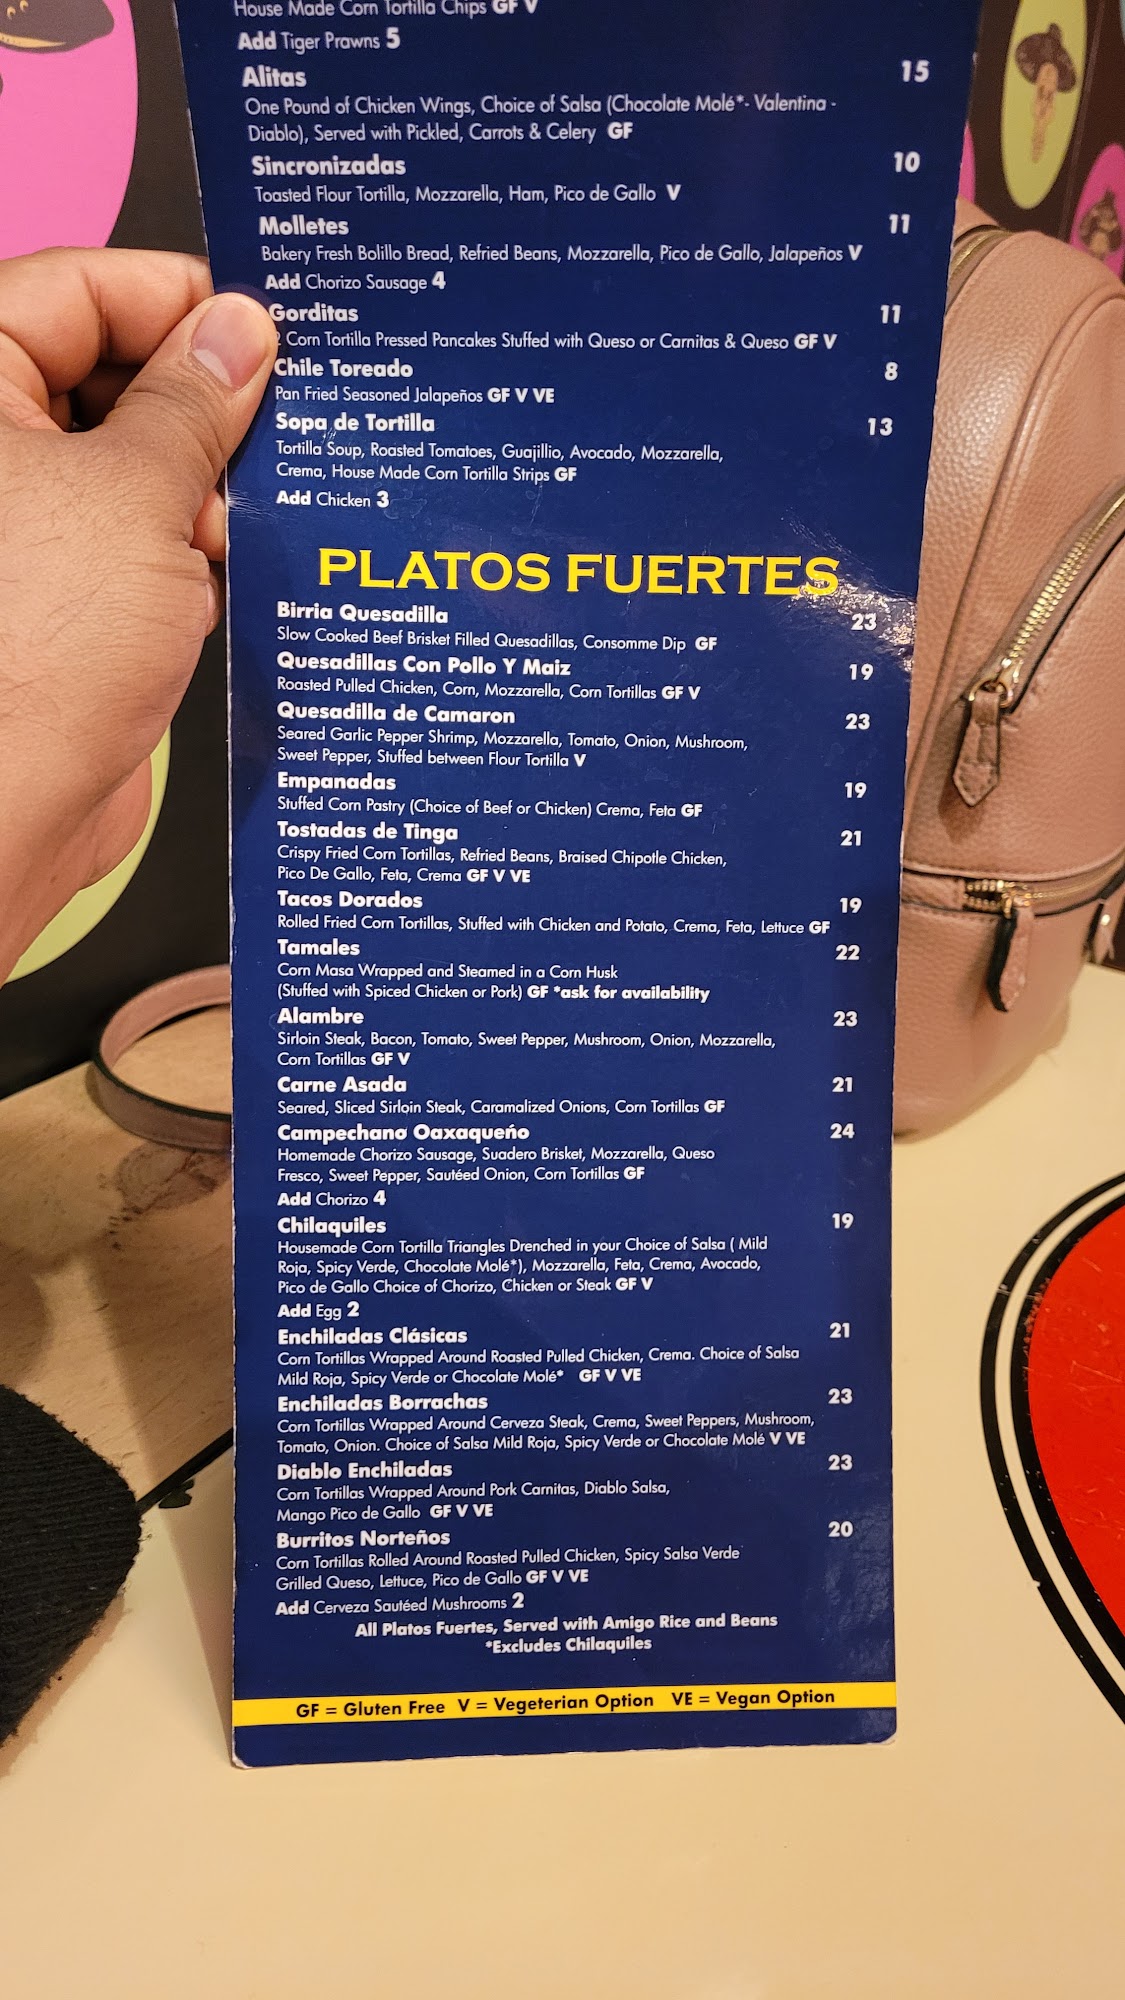 House Made Corn Tortilla Chips GF V
Add Tiger Prawns 5
Alitas 15
One Pound of Chicken Wings, Choice of Salsa (Chocolate Molé*- Valentina -
Diablo), Served with Pickled, Carrots & Celery GF
Sincronizadas 10
Toasted Flour Tortilla, Mozzarella, Ham, Pico de Gallo V
Molletes 11
Bakery Fresh Bolillo Bread, Refried Beans, Mozzarella, Pico de Gallo, Jalapeños V
Add Chorizo Sausage 4
Gorditas 11
2 Corn Tortilla Pressed Pancakes Stuffed with Queso or Carnitas & Queso GF V
Chile Toreado 8
Pan Fried Seasoned Jalapeños GF V VE
Sopa de Tortilla 13
Tortilla Soup, Roasted Tomatoes, Guajillio, Avocado, Mozzarella,
Crema, House Made Corn Tortilla Strips GF
Add Chicken 3
PLATOS FUERTES
Birria Quesadilla 23
Slow Cooked Beef Brisket Filled Quesadillas, Consomme Dip GF
Quesadillas Con Pollo Y Maiz 19
Roasted Pulled Chicken, Corn, Mozzarella, Corn Tortillas GF V
Quesadilla de Camaron 23
Seared Garlic Pepper Shrimp, Mozzarella, Tomato, Onion, Mushroom,
Sweet Pepper, Stuffed between Flour Tortilla V
Empanadas 19
Stuffed Corn Pastry (Choice of Beef or Chicken) Crema, Feta GF
Tostadas de Tinga 21
Crispy Fried Corn Tortillas, Refried Beans, Braised Chipotle Chicken,
Pico De Gallo, Feta, Crema GF V VE
Tacos Dorados 19
Rolled Fried Corn Tortillas, Stuffed with Chicken and Potato, Crema, Feta, Lettuce GF
Tamales 22
Corn Masa Wrapped and Steamed in a Corn Husk
(Stuffed with Spiced Chicken or Pork) GF *ask for availability
Alambre 23
Sirloin Steak, Bacon, Tomato, Sweet Pepper, Mushroom, Onion, Mozzarella,
Corn Tortillas GF V
Carne Asada 21
Seared, Sliced Sirloin Steak, Caramalized Onions, Corn Tortillas GF
Campechano Oaxaqueńo 24
Homemade Chorizo Sausage, Suadero Brisket, Mozzarella, Queso
Fresco, Sweet Pepper, Sautéed Onion, Corn Tortillas GF
Add Chorizo 4
Chilaquiles 19
Housemade Corn Tortilla Triangles Drenched in your Choice of Salsa ( Mild
Roja, Spicy Verde, Chocolate Molé*), Mozzarella, Feta, Crema, Avocado,
Pico de Gallo Choice of Chorizo, Chicken or Steak GF V
Add Egg 2
Enchiladas Clásicas 21
Corn Tortillas Wrapped Around Roasted Pulled Chicken, Crema. Choice of Salsa
Mild Roja, Spicy Verde or Chocolate Molé* GF V VE
Enchiladas Borrachas 23
Corn Tortillas Wrapped Around Cerveza Steak, Crema, Sweet Peppers, Mushroom,
Tomato, Onion. Choice of Salsa Mild Roja, Spicy Verde or Chocolate Molé V VE
Diablo Enchiladas 23
Corn Tortillas Wrapped Around Pork Carnitas, Diablo Salsa,
Mango Pico de Gallo GF V VE
Burritos Norteños 20
Corn Tortillas Rolled Around Roasted Pulled Chicken, Spicy Salsa Verde
Grilled Queso, Lettuce, Pico de Gallo GF V VE
Add Cerveza Sautéed Mushrooms 2
All Platos Fuertes, Served with Amigo Rice and Beans
*Excludes Chilaquiles
GF = Gluten Free V = Vegeterian Option VE = Vegan Option